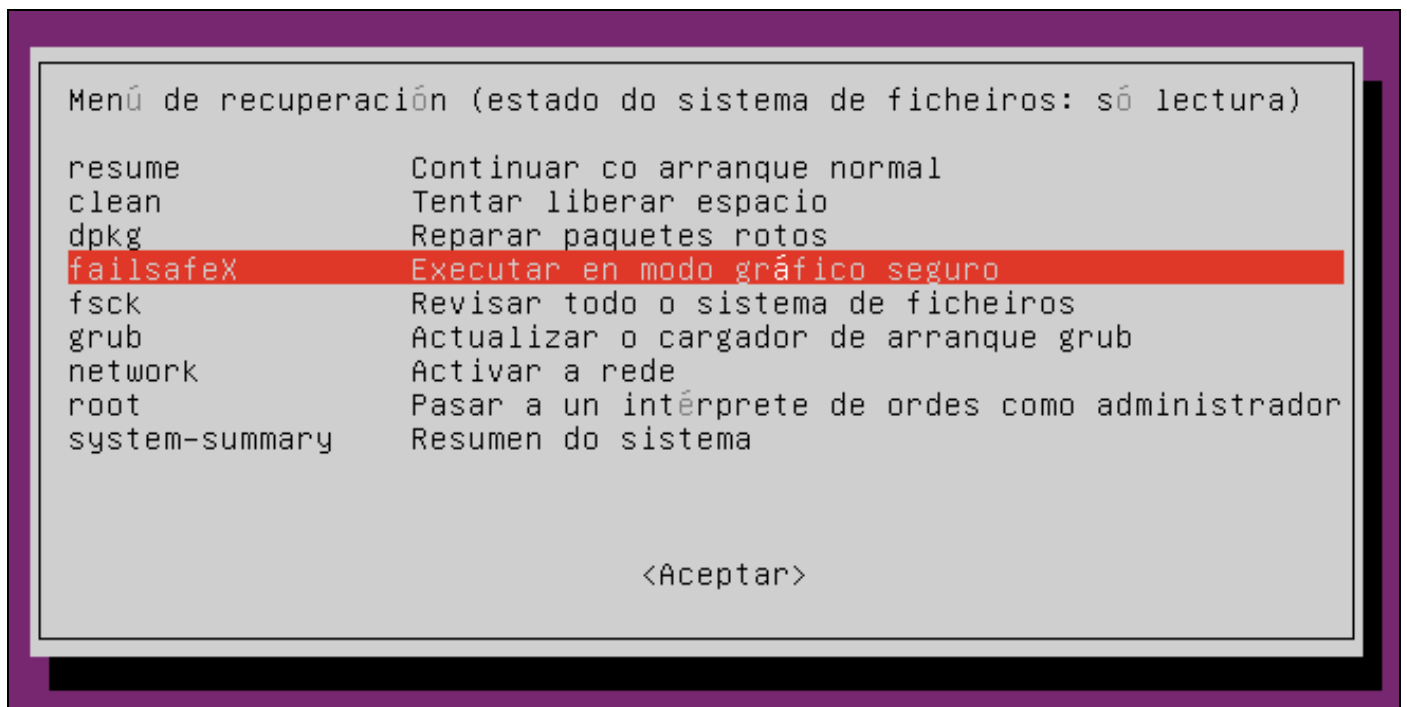 Menú de recuperación (estado do sistema de ficheiros: só lectura)
resume Continuar co arranque normal
clean Tentar liberar espacio
dpkg Reparar paquetes rotos
failsafeX Executar en modo gráfico seguro
fsck Revisar todo o sistema de ficheiros
grub Actualizar o cargador de arranque grub
network Activar a rede
root Pasar a un intérprete de ordes como administrador
system-summary Resumen do sistema
<Aceptar>